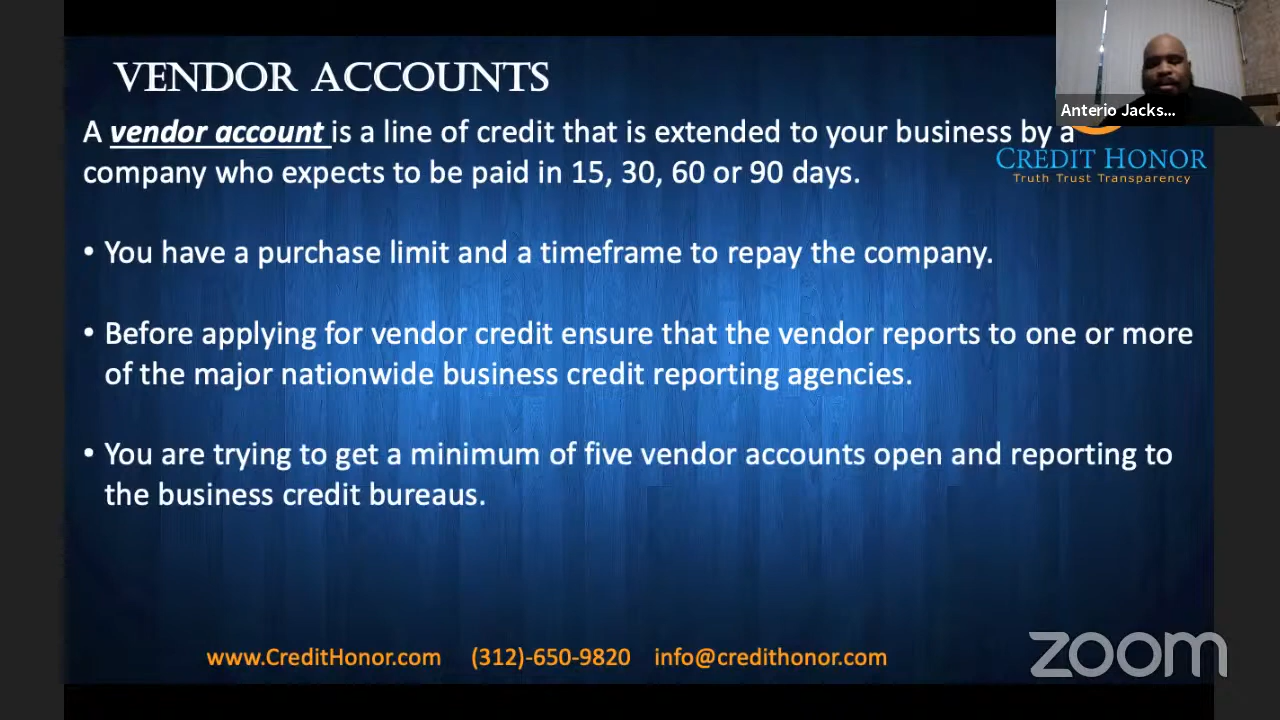 VENDOR ACCOUNTS
Anterio Jacks...
A vendor account is a line of credit that is extended to your business by a
company who expects to be paid in 15, 30, 60 or 90 days.
CREDIT HONOR
Truth Trust Transparency
• You have a purchase limit and a timeframe to repay the company.
• Before applying for vendor credit ensure that the vendor reports to one or more
of the major nationwide business credit reporting agencies.
• You are trying to get a minimum of five vendor accounts open and reporting to
the business credit bureaus.
www.CreditHonor.com (312)-650-9820 info@credithonor.com
zoom